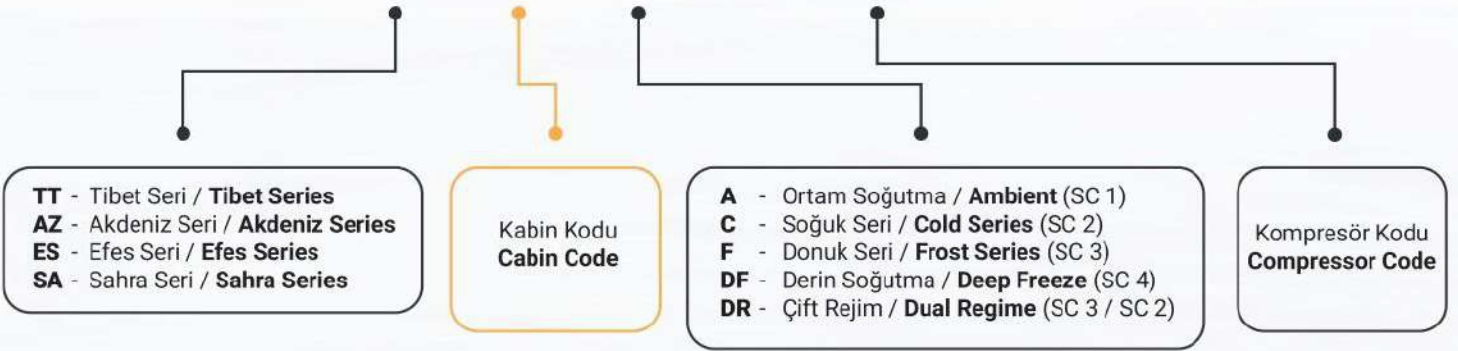 TT - Tibet Seri / Tibet Series
AZ - Akdeniz Seri / Akdeniz Series
ES - Efes Seri / Efes Series
SA - Sahra Seri / Sahra Series
Kabin Kodu
Cabin Code
A - Ortam Soğutma / Ambient (SC 1)
C - Soğuk Seri / Cold Series (SC 2)
F - Donuk Seri / Frost Series (SC 3)
DF - Derin Soğutma / Deep Freeze (SC 4)
DR - Çift Rejim / Dual Regime (SC 3 / SC 2)
Kompresör Kodu
Compressor Code